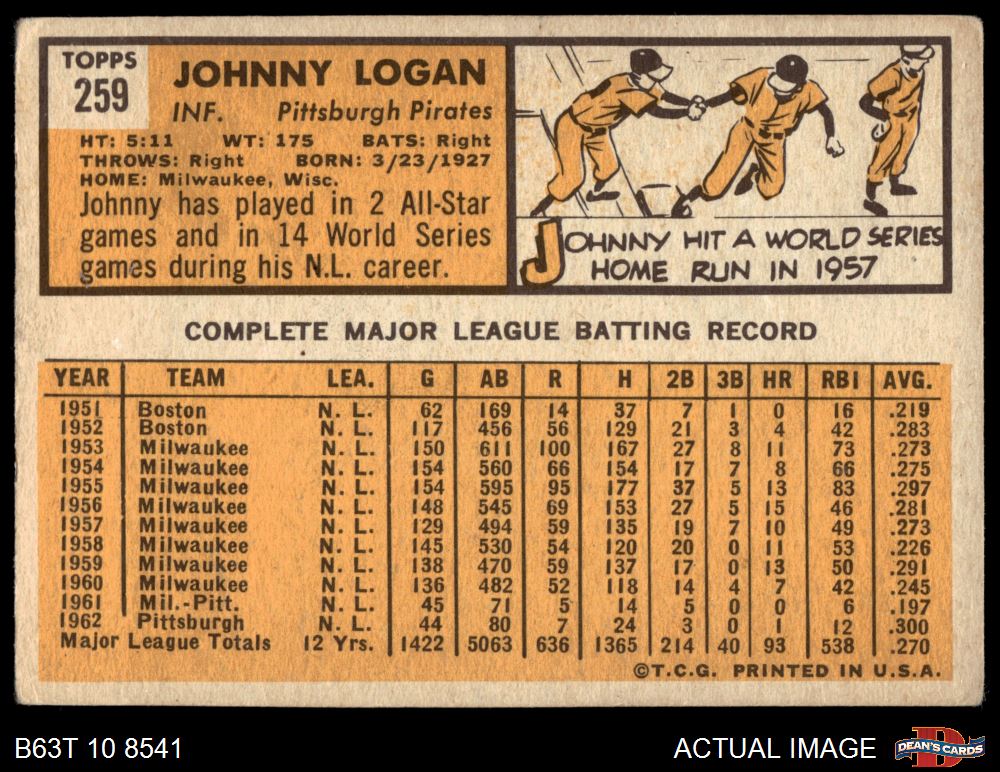 TOPPS
259
JOHNNY LOGAN
INF. Pittsburgh Pirates
HT: 5:11 WT: 175 BATS: Right
THROWS: Right BORN: 3/23/1927
HOME: Milwaukee, Wisc.
Johnny has played in 2 All-Star
games and in 14 World Series
games during his N.L. career.
JOHNNY HIT A WORLD SERIES
HOME RUN IN 1957
COMPLETE MAJOR LEAGUE BATTING RECORD
YEAR TEAM LEA. G AB R H 2B 3B HR RBI AVG.
1951 Boston N. L. 62 169 14 37 7 1 0 16 .219
1952 Boston N. L. 117 456 56 129 21 3 4 42 .283
1953 Milwaukee N. L. 150 611 100 167 27 8 11 73 .273
1954 Milwaukee N. L. 154 560 66 154 17 7 8 66 .275
1955 Milwaukee N. L. 154 595 95 177 37 5 13 83 .297
1956 Milwaukee N. L. 148 545 69 153 27 5 15 46 .281
1957 Milwaukee N. L. 129 494 59 135 19 7 10 49 .273
1958 Milwaukee N. L. 145 530 54 120 20 0 11 53 .226
1959 Milwaukee N. L. 138 470 59 137 17 0 13 50 .291
1960 Milwaukee N. L. 136 482 52 118 14 4 7 42 .245
1961 Mil.-Pitt. N. L. 45 71 5 14 5 0 0 6 .197
1962 Pittsburgh N. L. 44 80 7 24 3 0 1 12 .300
Major League Totals 12 Yrs. 1422 5063 636 1365 214 40 93 538 .270
©T.C.G. PRINTED IN U.S.A.
B63T 10 8541
ACTUAL IMAGE
D
DEAN'S CARDS